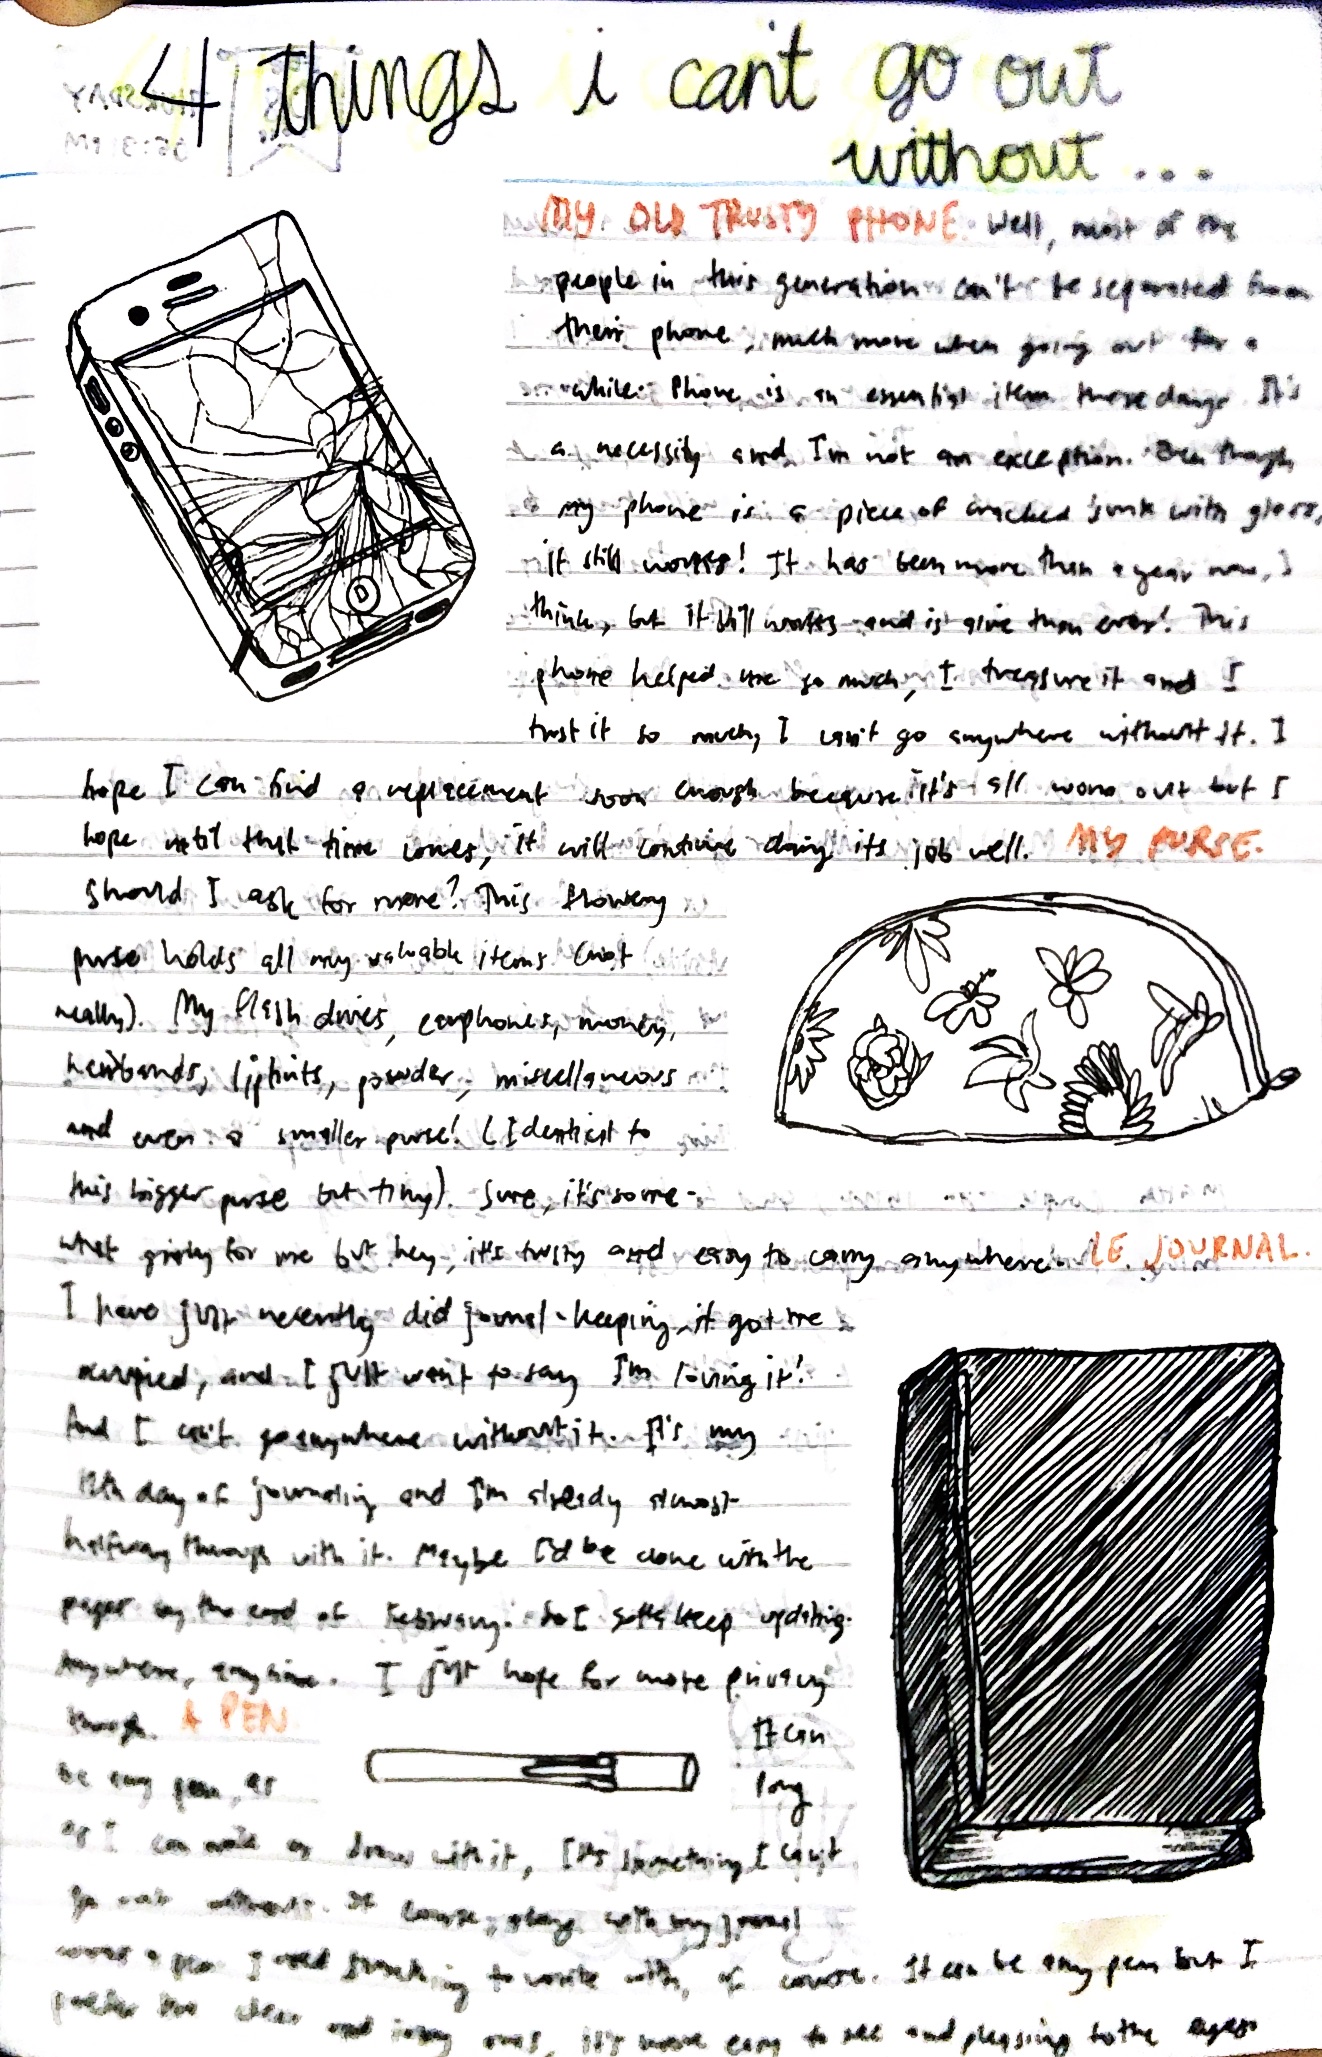 4 things i can't go out
without...
MY OLD TRUSTY PHONE. Well, most of the
people in this generation can't be separated from
their phone, much more when going out for a
while. Phone is an essential item these days. It's
a necessity and I'm not an exception. Even though
my phone is a piece of cracked junk with glass,
it still works! It has been more than a year now, I
think, but it still works and is alive than ever! This
phone helped me so much, I treasure it and I
trust it so much, I can't go anywhere without it. I
hope I can find a replacement soon enough because it's all worn out but I
hope until that time comes, it will continue doing its job well. MY PURSE.
Should I ask for more? This flowery
purse holds all my valuable items (not
really). My flash drives, earphones, money,
liptints, powder, miscellaneous
and even a smaller purse! (Identical to
this bigger purse but tiny). Sure, it's some-
what girly for me but hey, it's trusty and easy to carry anywhere. LE JOURNAL.
I have just recently did journal-keeping, it got me
occupied, and I just want to say I'm loving it!
And I can't go anywhere without it. It's my
day of journaling and I'm already almost
halfway through with it. Maybe I'd be done with the
pages by the end of February. So I gotta keep updating.
Anywhere, anytime. I just hope for more privacy
though. A PEN. It can
be any pen, as long
as I can write or draw with it, it's something I can't
go out without. Of course, along with my journal
a pen I need something to write with, of course. It can be any pen but I
prefer the and inky ones, it's more easy to see and pleasing to the eyes